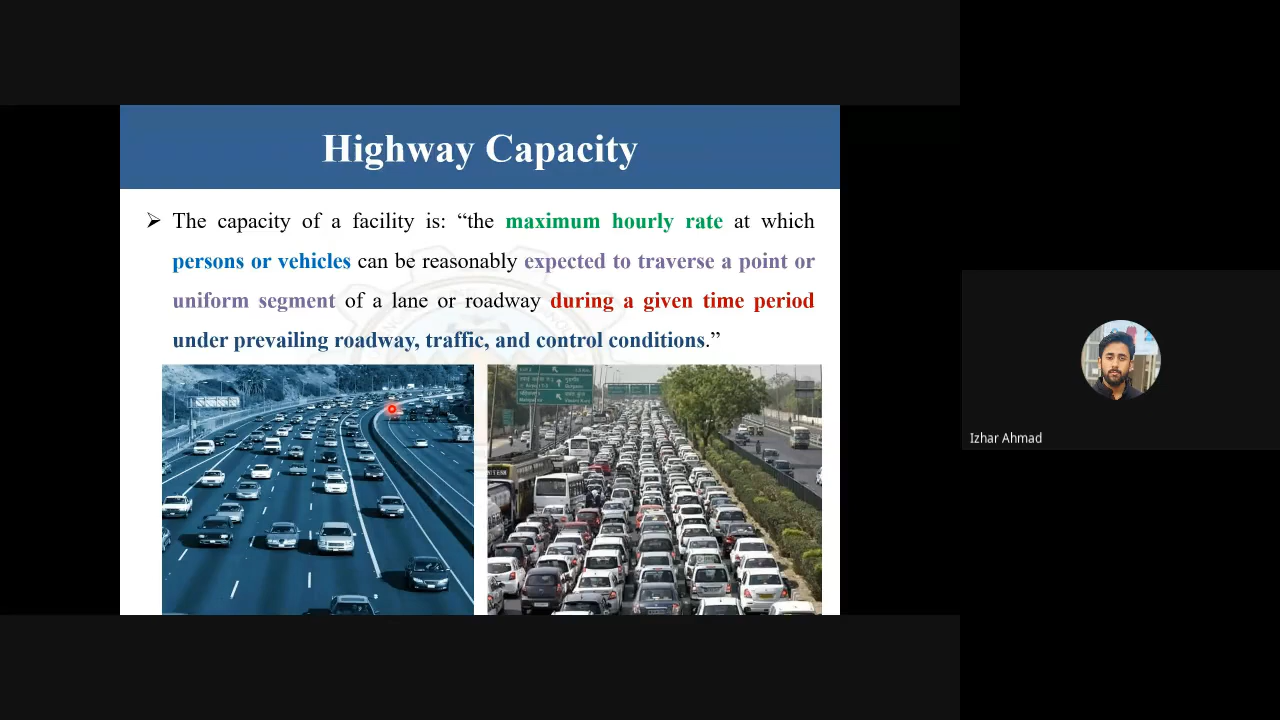 Highway Capacity
➢ The capacity of a facility is: “the maximum hourly rate at which
persons or vehicles can be reasonably expected to traverse a point or
uniform segment of a lane or roadway during a given time period
under prevailing roadway, traffic, and control conditions.”
Izhar Ahmad